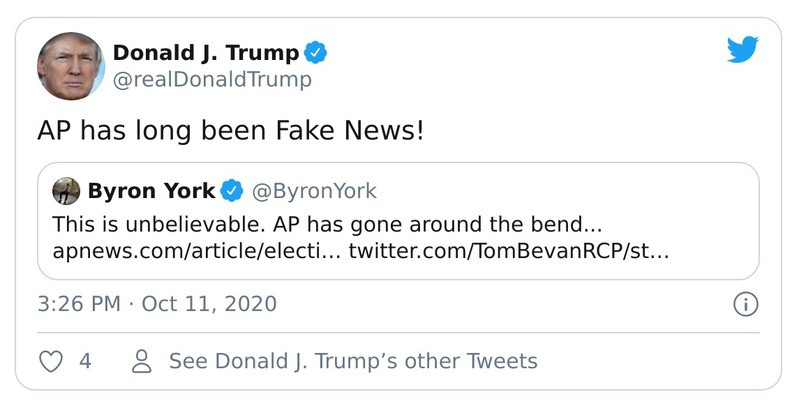 Donald J. Trump
@realDonaldTrump
AP has long been Fake News!
Byron York @ByronYork
This is unbelievable. AP has gone around the bend...
apnews.com/article/electi... twitter.com/TomBevanRCP/st...
3:26 PM · Oct 11, 2020
4 See Donald J. Trump’s other Tweets